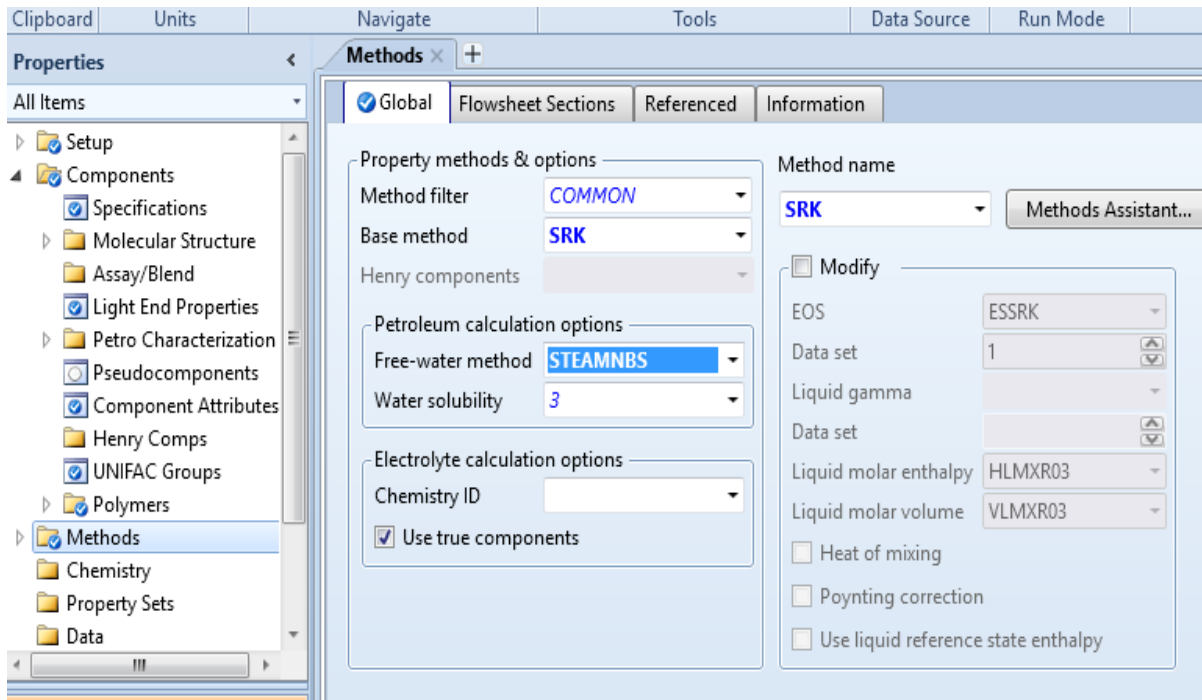 Clipboard Units Navigate Tools Data Source Run Mode
Properties
All Items
Setup
Components
Specifications
Molecular Structure
Assay/Blend
Light End Properties
Petro Characterization
Pseudocomponents
Component Attributes
Henry Comps
UNIFAC Groups
Polymers
Methods
Chemistry
Property Sets
Data
Methods
Global Flowsheet Sections Referenced Information
Property methods & options
Method filter COMMON
Base method SRK
Henry components
Petroleum calculation options
Free-water method STEAMNBS
Water solubility 3
Electrolyte calculation options
Chemistry ID
Use true components
Method name
SRK Methods Assistant...
Modify
EOS ESSRK
Data set 1
Liquid gamma
Data set
Liquid molar enthalpy HLMXR03
Liquid molar volume VLMXR03
Heat of mixing
Poynting correction
Use liquid reference state enthalpy